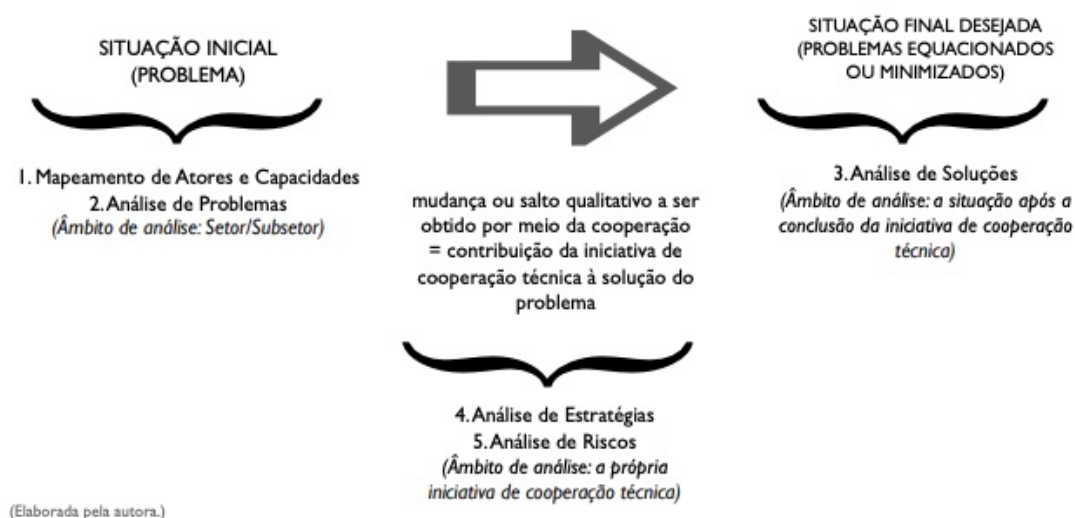 SITUAÇÃO INICIAL
(PROBLEMA)
1. Mapeamento de Atores e Capacidades
2. Análise de Problemas
(Âmbito de análise: Setor/Subsetor)
mudança ou salto qualitativo a ser
obtido por meio da cooperação
= contribuição da iniciativa de
cooperação técnica à solução do
problema
4. Análise de Estratégias
5. Análise de Riscos
(Âmbito de análise: a própria
iniciativa de cooperação técnica)
SITUAÇÃO FINAL DESEJADA
(PROBLEMAS EQUACIONADOS
OU MINIMIZADOS)
3. Análise de Soluções
(Âmbito de análise: a situação após a
conclusão da iniciativa de cooperação
técnica)
(Elaborada pela autora.)